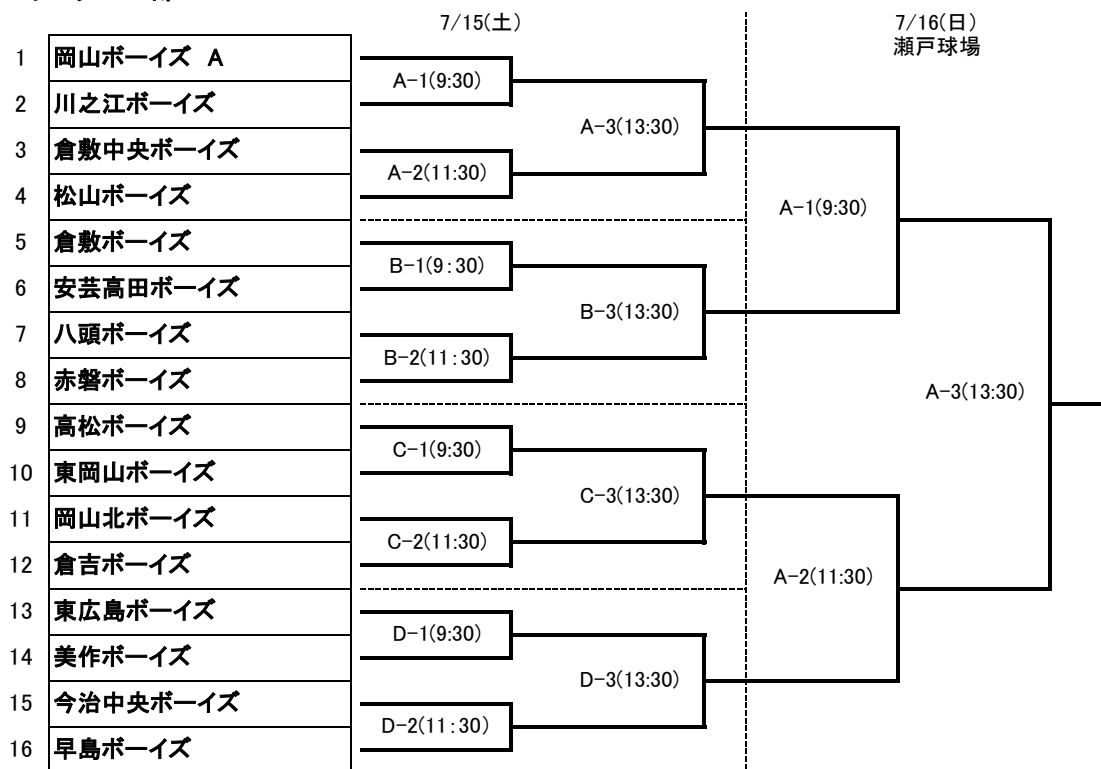 7/15(土)
7/16(日)
瀬戸球場
1 岡山ボーイズ A
2 川之江ボーイズ
3 倉敷中央ボーイズ
4 松山ボーイズ
5 倉敷ボーイズ
6 安芸高田ボーイズ
7 八頭ボーイズ
8 赤磐ボーイズ
9 高松ボーイズ
10 東岡山ボーイズ
11 岡山北ボーイズ
12 倉吉ボーイズ
13 東広島ボーイズ
14 美作ボーイズ
15 今治中央ボーイズ
16 早島ボーイズ
A-1(9:30)
A-2(11:30)
B-1(9:30)
B-2(11:30)
C-1(9:30)
C-2(11:30)
D-1(9:30)
D-2(11:30)
A-3(13:30)
B-3(13:30)
C-3(13:30)
D-3(13:30)
A-1(9:30)
A-2(11:30)
A-3(13:30)